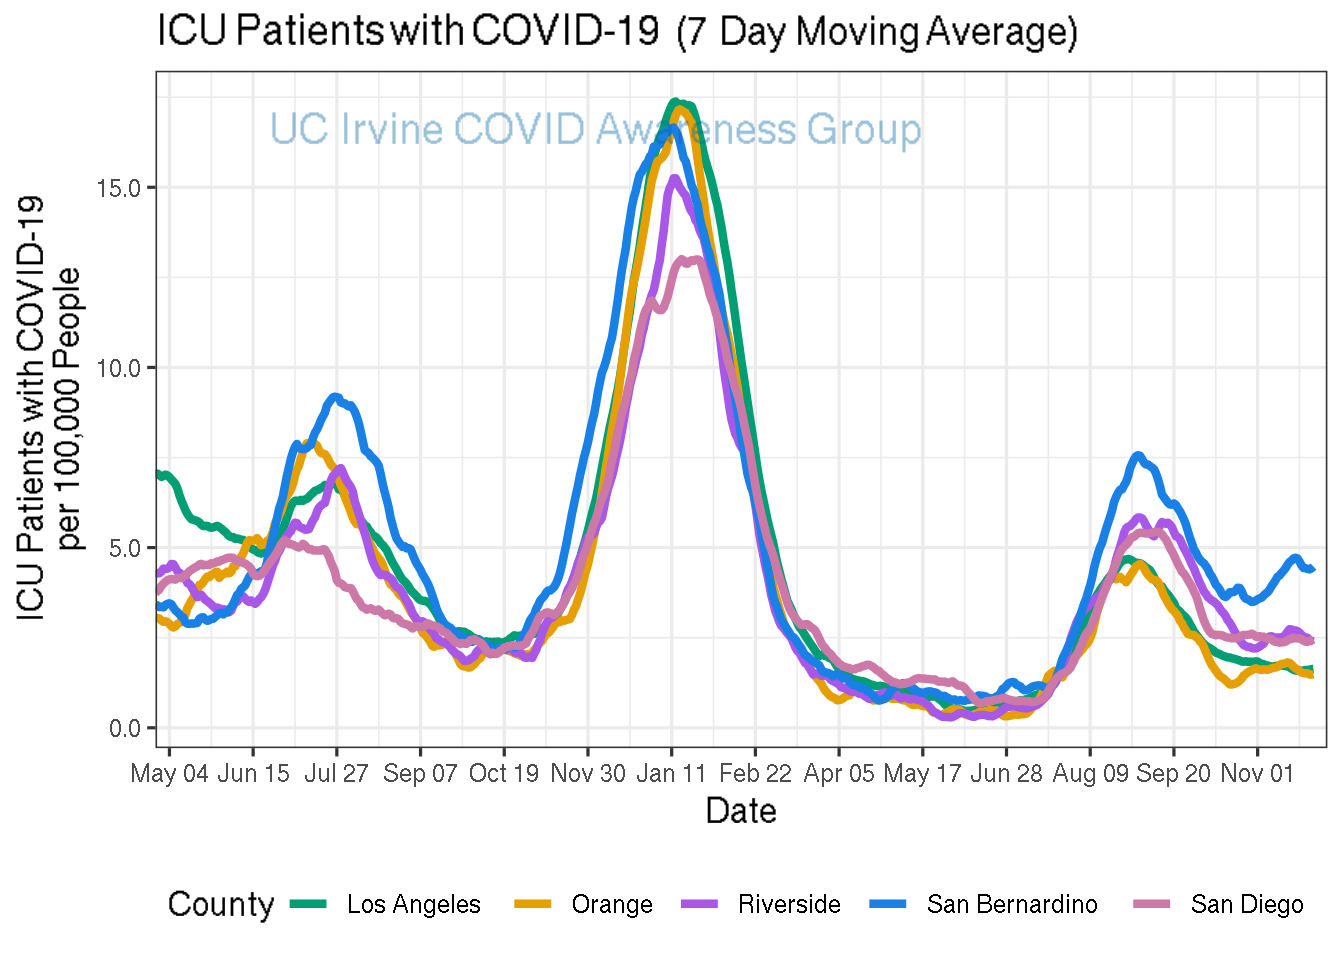 ICU Patients with COVID-19 (7 Day Moving Average)
UC Irvine COVID Awareness Group
ICU Patients with COVID-19
per 100,000 People
15.0
10.0
5.0
0.0
May 04 Jun 15 Jul 27 Sep 07 Oct 19 Nov 30 Jan 11 Feb 22 Apr 05 May 17 Jun 28 Aug 09 Sep 20 Nov 01
Date
County Los Angeles Orange Riverside San Bernardino San Diego